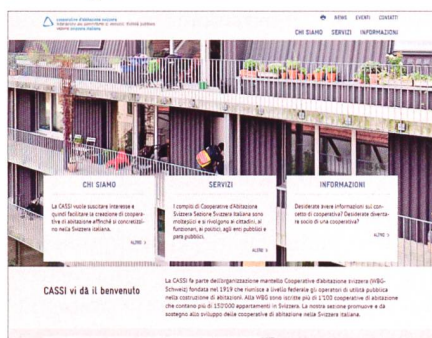 cooperative d'abitazione svizzera
sezione svizzera italiana
NEWS EVENTI CONTATTI
CHI SIAMO SERVIZI INFORMAZIONI
CHI SIAMO
La CASSI vuole suscitare interesse e
quindi facilitare la creazione di coopera-
tive di abitazione affinché si concretizzi-
no nella Svizzera italiana.
ALTRE >
SERVIZI
I compiti di Cooperative d'Abitazione
Svizzera Sezione Svizzera Italiana sono
molteplici e si rivolgono ai cittadini, ai
funzionari, ai politici, agli enti pubblici e
para pubblici.
ALTRE >
INFORMAZIONI
Desiderate avere informazioni sul con-
cetto di cooperativa? Desiderate diventa-
re socio di una cooperativa?
ALTRE >
CASSI vi dà il benvenuto
La CASSI fa parte dell'organizzazione mantello Cooperative d'abitazione svizzera (WBG-
Schweiz) fondata nel 1919 che riunisce a livello federale gli operatori di utilità pubblica
nella costruzione di abitazioni. Alla WBG sono iscritte più di 1'100 cooperative di abitazione
che contano più di 150'000 appartamenti in Svizzera. La nostra sezione promuove e dà
sostegno allo sviluppo delle cooperative di abitazione nella Svizzera italiana.